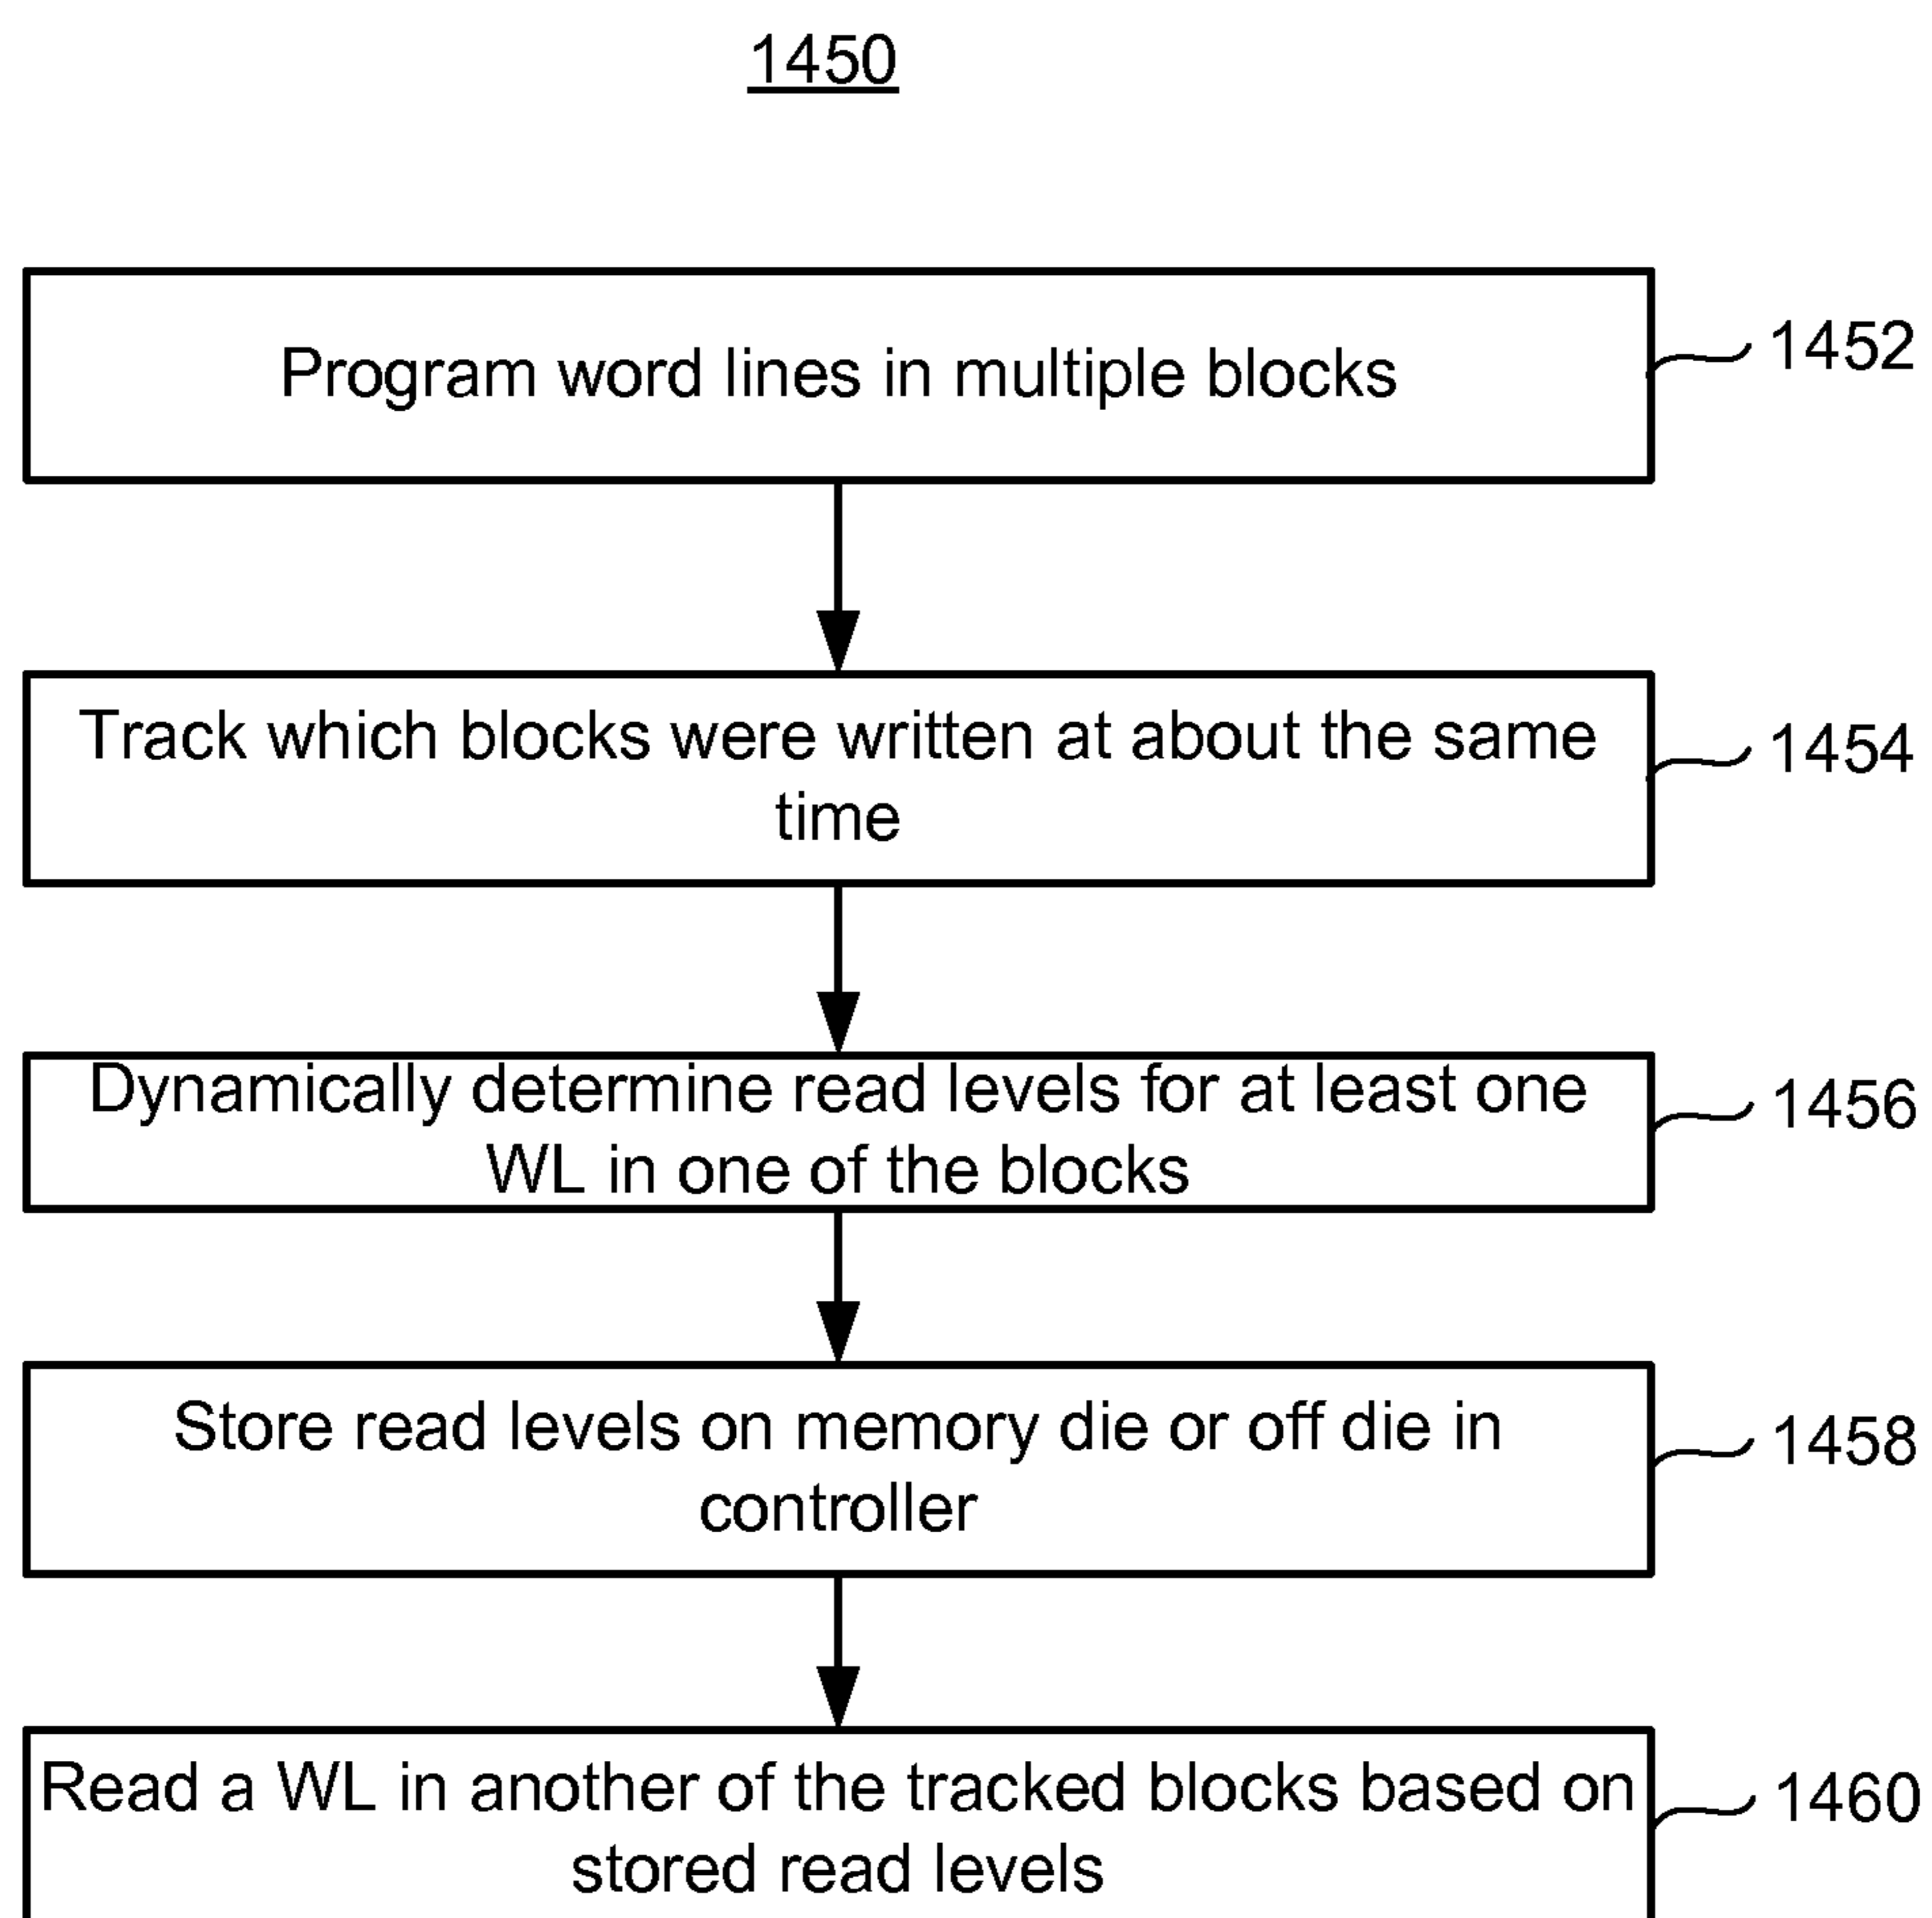 1450
Program word lines in multiple blocks
1452
Track which blocks were written at about the same
time
1454
Dynamically determine read levels for at least one
WL in one of the blocks
1456
Store read levels on memory die or off die in
controller
1458
Read a WL in another of the tracked blocks based on
stored read levels
1460